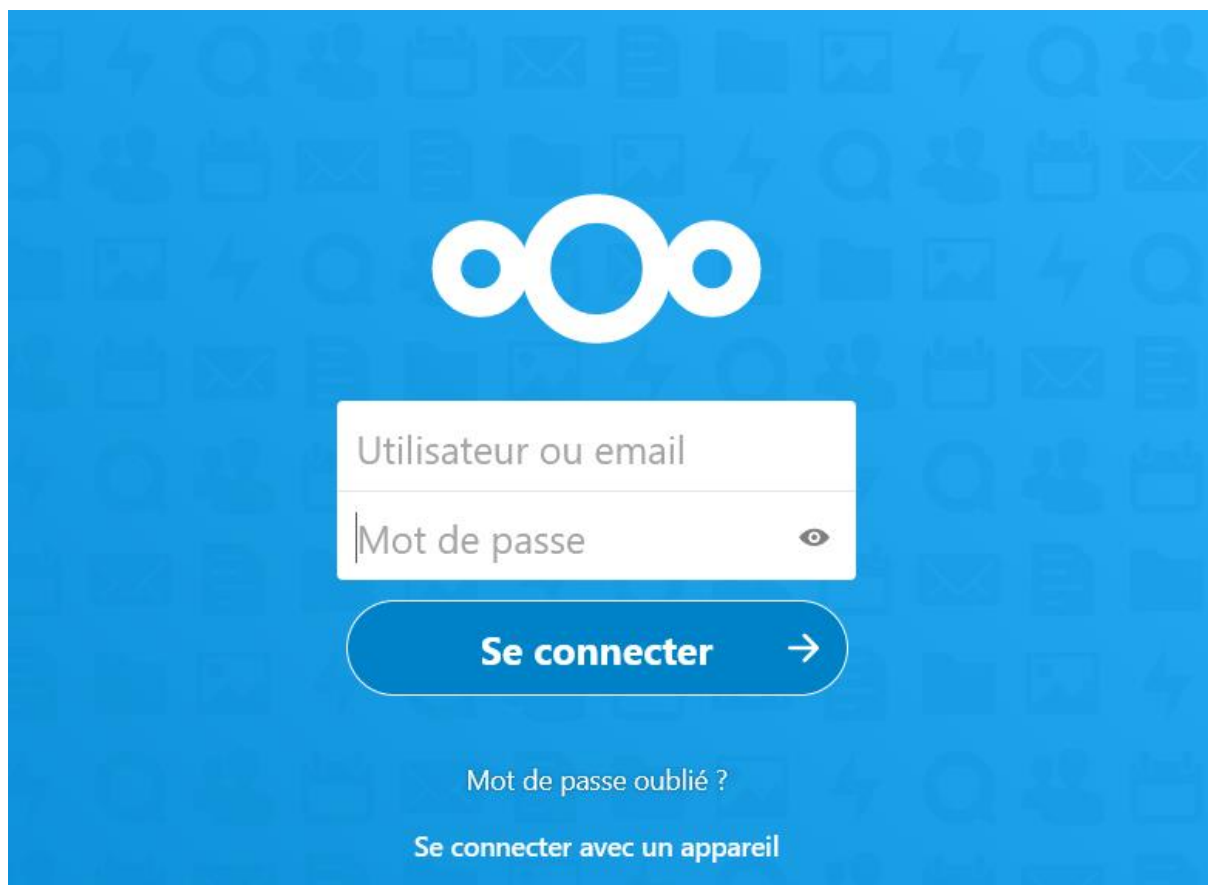 Utilisateur ou email
Mot de passe
Se connecter →
Mot de passe oublié ?
Se connecter avec un appareil